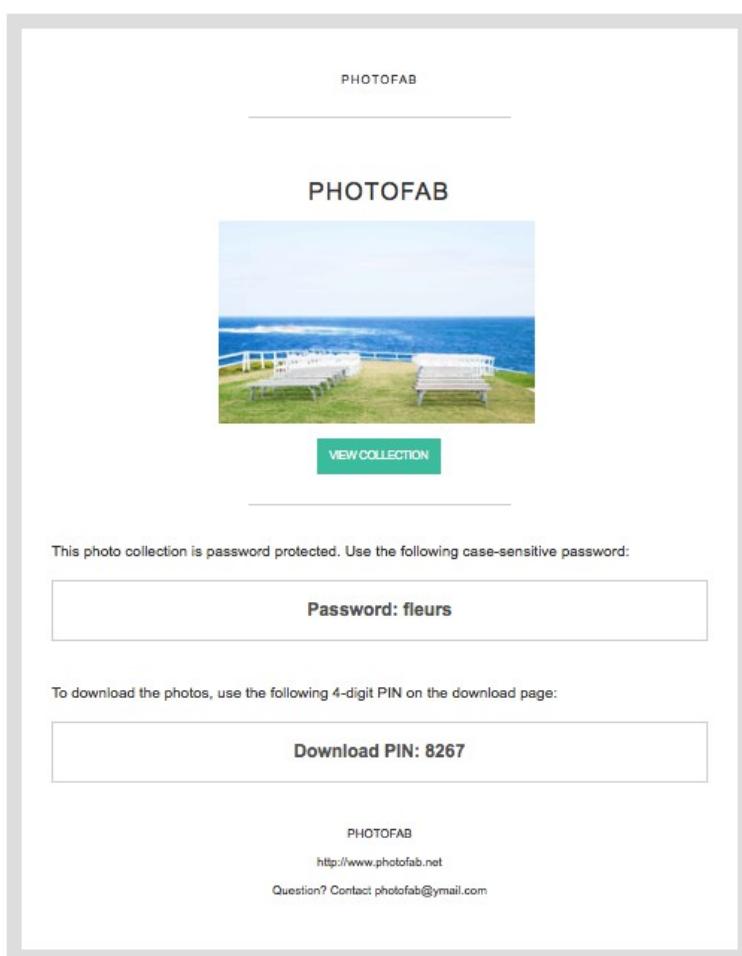 PHOTOFAB
PHOTOFAB
VIEW COLLECTION
This photo collection is password protected. Use the following case-sensitive password:
Password: fleurs
To download the photos, use the following 4-digit PIN on the download page:
Download PIN: 8267
PHOTOFAB
http://www.photofab.net
Question? Contact photofab@ymail.com